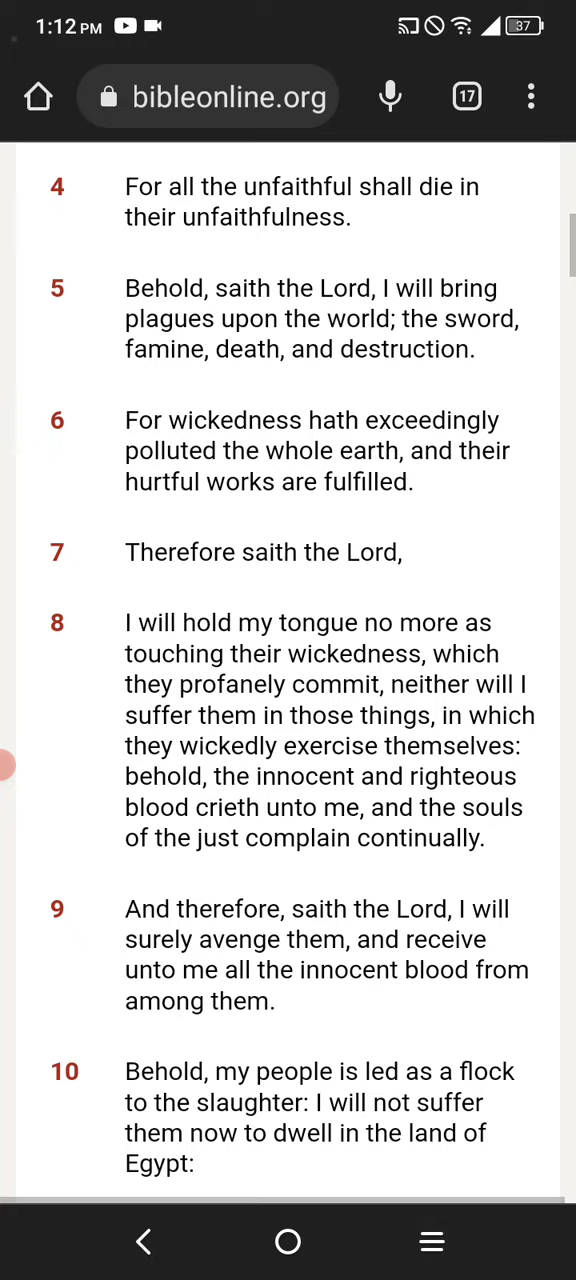 1:12 PM
37
bibleonline.org
17
4 For all the unfaithful shall die in
their unfaithfulness.
5 Behold, saith the Lord, I will bring
plagues upon the world; the sword,
famine, death, and destruction.
6 For wickedness hath exceedingly
polluted the whole earth, and their
hurtful works are fulfilled.
7 Therefore saith the Lord,
8 I will hold my tongue no more as
touching their wickedness, which
they profanely commit, neither will I
suffer them in those things, in which
they wickedly exercise themselves:
behold, the innocent and righteous
blood crieth unto me, and the souls
of the just complain continually.
9 And therefore, saith the Lord, I will
surely avenge them, and receive
unto me all the innocent blood from
among them.
10 Behold, my people is led as a flock
to the slaughter: I will not suffer
them now to dwell in the land of
Egypt: